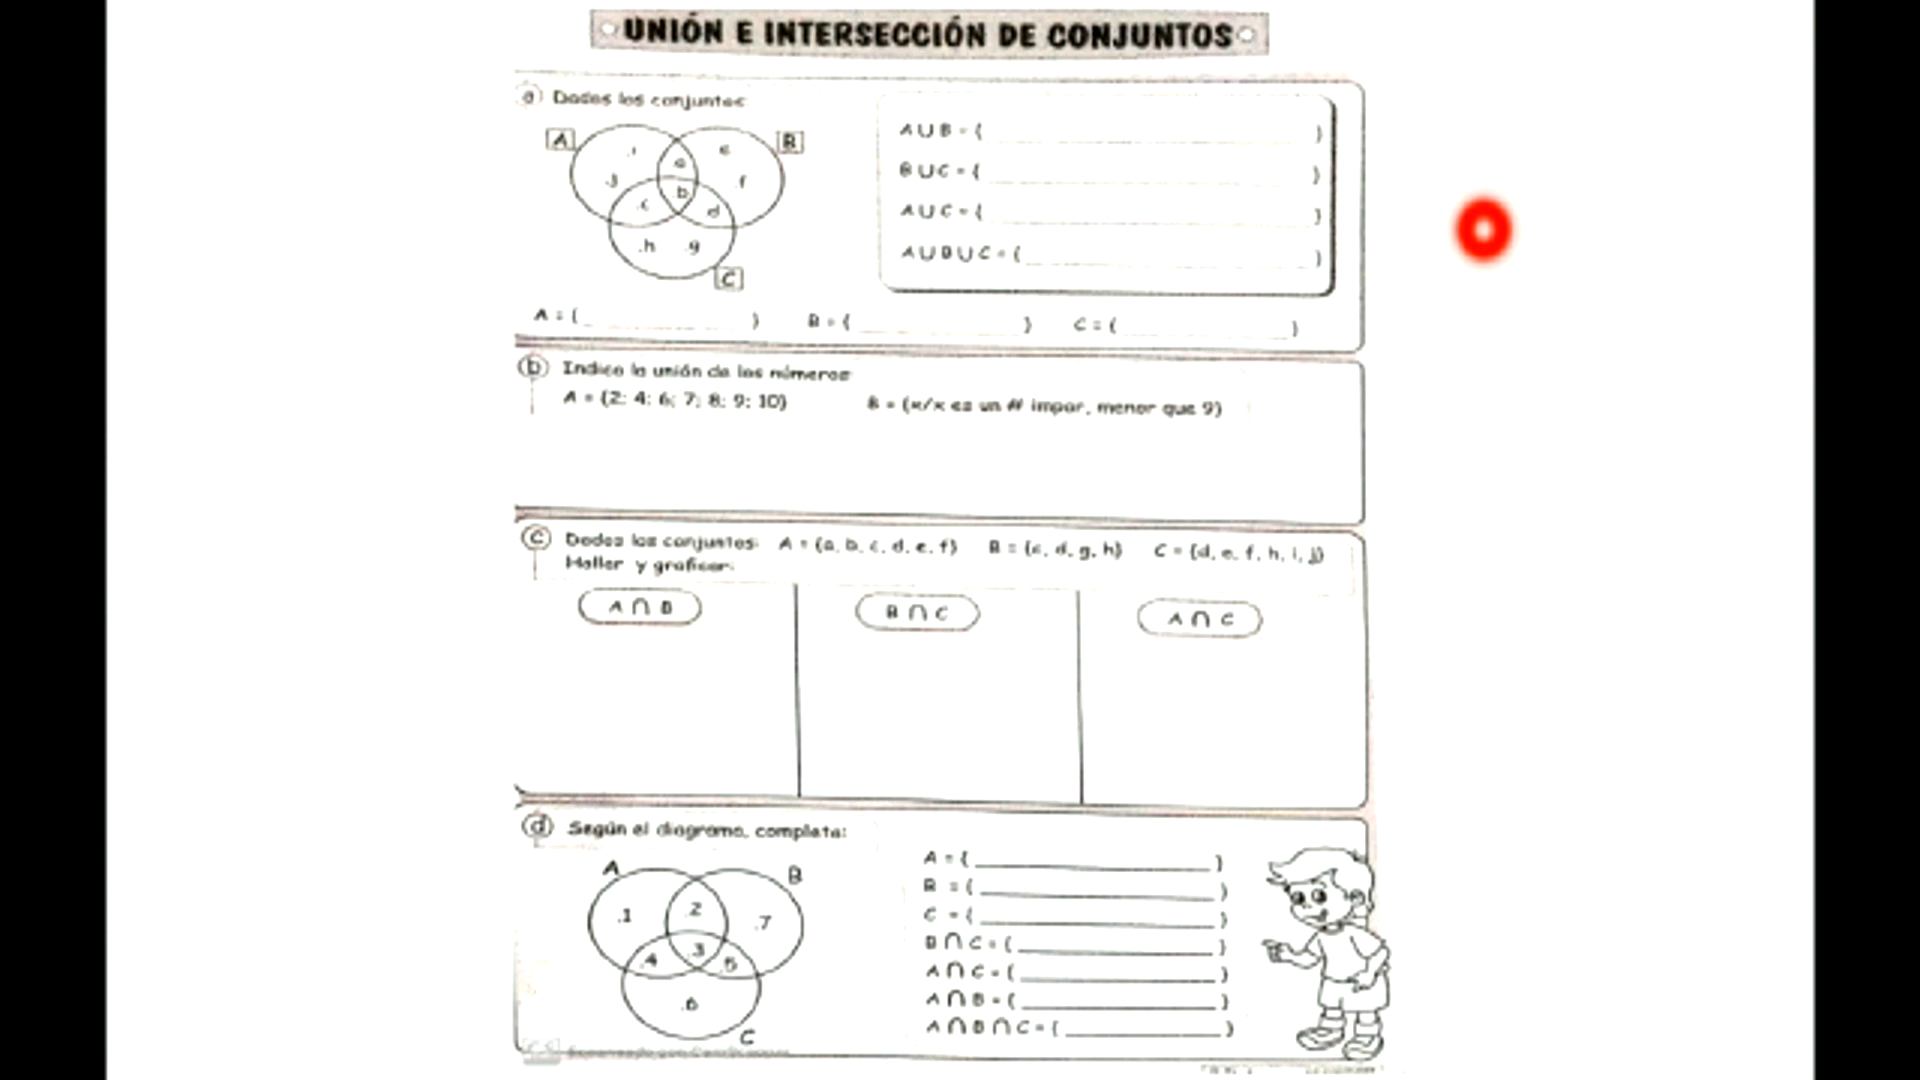 UNIÓN E INTERSECCIÓN DE CONJUNTOS
a) Dados los conjuntos:
A
B
.i
a
e
.j
.f
b
.c
d
.h
.g
C
A ∪ B = { }
B ∪ C = { }
A ∪ C = { }
A ∪ B ∪ C = { }
A = { } B = { } C = { }
b) Indica la unión de los números:
A = {2; 4; 6; 7; 8; 9; 10} B = {x/x es un # impar, menor que 9}
c) Dados los conjuntos: A = {a, b, c, d, e, f} B = {c, d, g, h} C = {d, e, f, h, i, j}
Hallar y graficar:
A ∩ B
B ∩ C
A ∩ C
d) Según el diagrama, completa:
A
B
.1
.2
.7
.3
.4
.5
.6
C
A = { }
B = { }
C = { }
B ∩ C = { }
A ∩ C = { }
A ∩ B = { }
A ∩ B ∩ C = { }